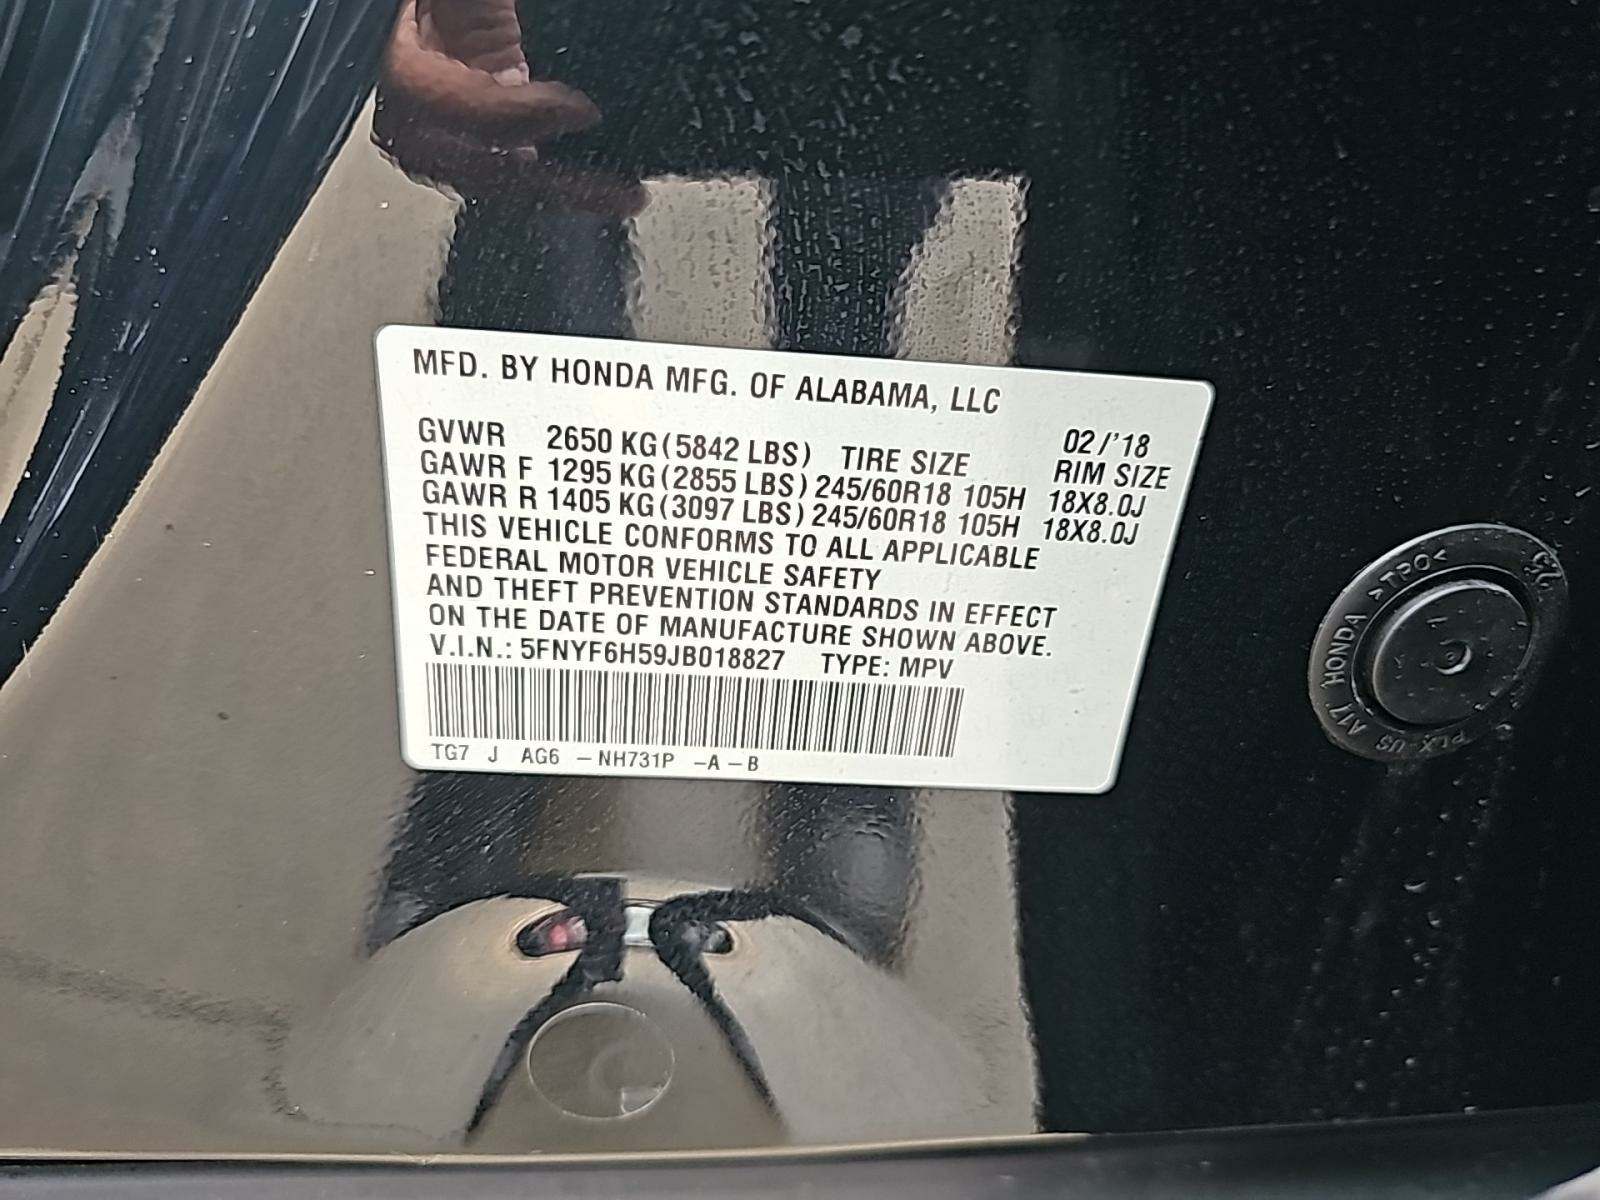 MFD. BY HONDA MFG. OF ALABAMA, LLC
02/'18
GVWR 2650 KG(5842 LBS) TIRE SIZE RIM SIZE
GAWR F 1295 KG(2855 LBS) 245/60R18 105H 18X8.0J
GAWR R 1405 KG(3097 LBS) 245/60R18 105H 18X8.0J
THIS VEHICLE CONFORMS TO ALL APPLICABLE
FEDERAL MOTOR VEHICLE SAFETY
AND THEFT PREVENTION STANDARDS IN EFFECT
ON THE DATE OF MANUFACTURE SHOWN ABOVE.
V.I.N.: 5FNYF6H59JB018827 TYPE: MPV
TG7 J AG6 -NH731P -A-B
HONDA >TPO<
PLX-US